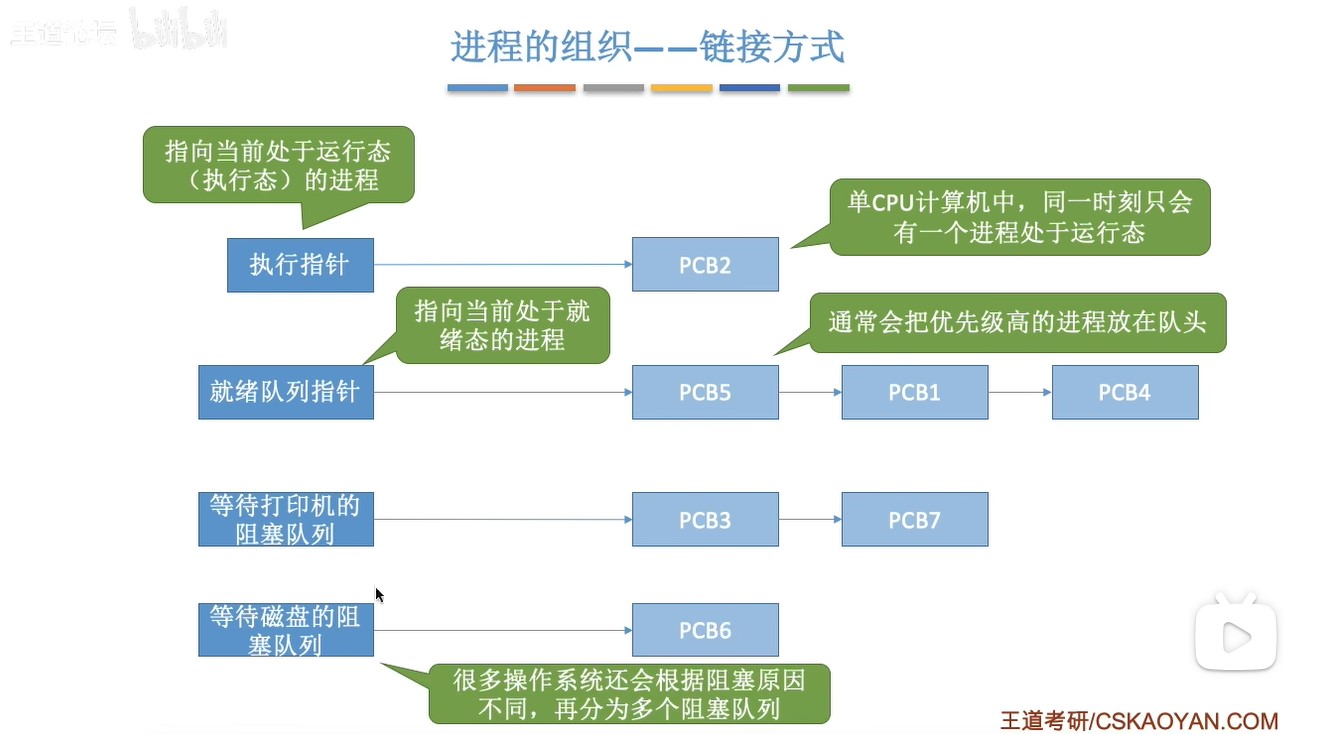 王道论坛 bilibili
进程的组织——链接方式
指向当前处于运行态
（执行态）的进程
单CPU计算机中，同一时刻只会
有一个进程处于运行态
执行指针
PCB2
指向当前处于就
绪态的进程
通常会把优先级高的进程放在队头
就绪队列指针
PCB5
PCB1
PCB4
等待打印机的
阻塞队列
PCB3
PCB7
等待磁盘的阻
塞队列
PCB6
很多操作系统还会根据阻塞原因
不同，再分为多个阻塞队列
王道考研/CSKAOYAN.COM